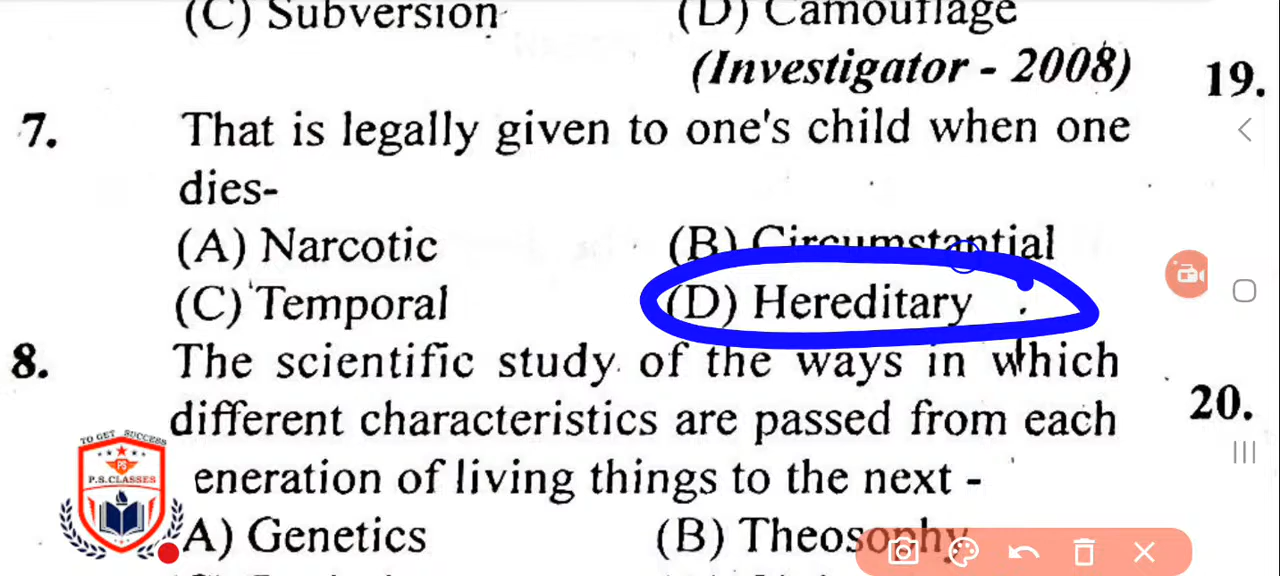 (C) Subversion (D) Camouflage
(Investigator - 2008)
19.
7. That is legally given to one's child when one
dies-
(A) Narcotic (B) Circumstantial
(C) Temporal (D) Hereditary
8. The scientific study of the ways in which
different characteristics are passed from each
20.
eneration of living things to the next -
A) Genetics (B) Theosophy
TO GET SUCCESS
PS
P.S.CLASSES